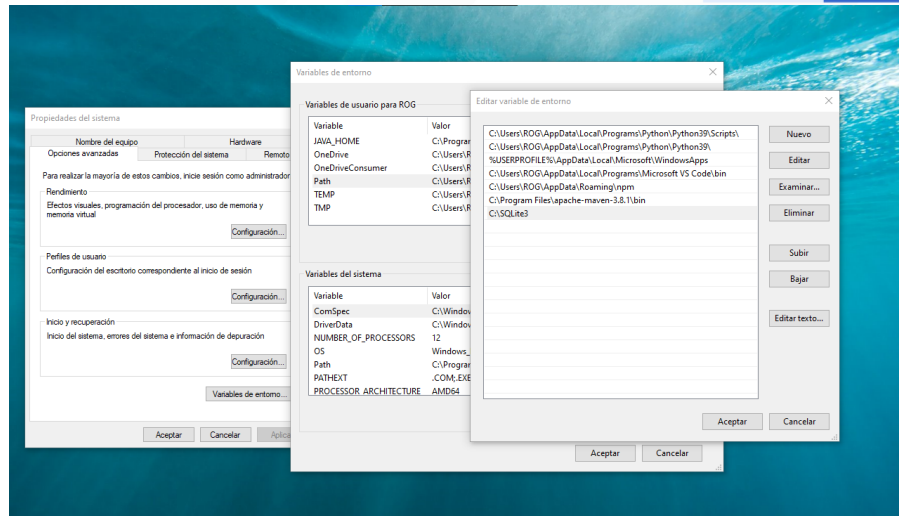 Propiedades del sistema
Nombre del equipo
Hardware
Opciones avanzadas
Protección del sistema
Remoto
Para realizar la mayoría de estos cambios, inicie sesión como administrador
Rendimiento
Efectos visuales, programación del procesador, uso de memoria y
memoria virtual
Configuración...
Perfiles de usuario
Configuración del escritorio correspondiente al inicio de sesión
Configuración...
Inicio y recuperación
Inicio del sistema, errores del sistema e información de depuración
Configuración...
Variables de entorno...
Aceptar
Cancelar
Aplica
Variables de entorno
Variables de usuario para ROG
Variable Valor
JAVA_HOME C:\Progra
OneDrive C:\Users\R
OneDriveConsumer C:\Users\R
Path C:\Users\R
TEMP C:\Users\R
TMP C:\Users\R
Variables del sistema
Variable Valor
ComSpec C:\Window
DriverData C:\Window
NUMBER_OF_PROCESSORS 12
OS Windows_
Path C:\Progra
PATHEXT .COM;.EXE
PROCESSOR_ARCHITECTURE AMD64
Aceptar
Cancelar
Editar variable de entorno
C:\Users\ROG\AppData\Local\Programs\Python\Python39\Scripts\
C:\Users\ROG\AppData\Local\Programs\Python\Python39\
%USERPROFILE%\AppData\Local\Microsoft\WindowsApps
C:\Users\ROG\AppData\Local\Programs\Microsoft VS Code\bin
C:\Users\ROG\AppData\Roaming\npm
C:\Program Files\apache-maven-3.8.1\bin
C:\SQLite3
Nuevo
Editar
Examinar...
Eliminar
Subir
Bajar
Editar texto...
Aceptar
Cancelar